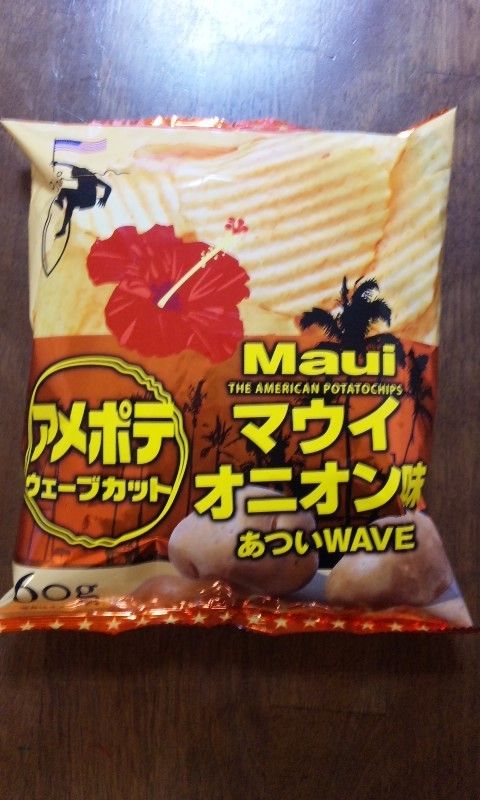 Maui
THE AMERICAN POTATOCHIPS
アメポテ
ウェーブカット
マウイ
オニオン味
あついWAVE
60g